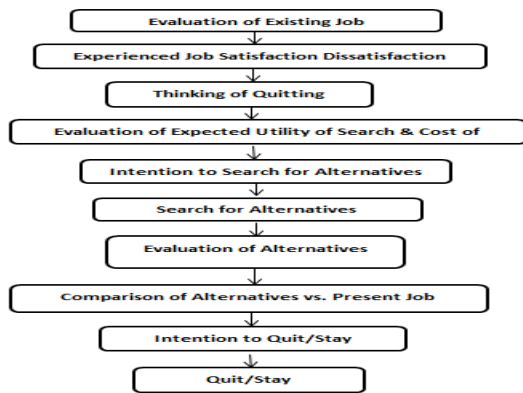 Evaluation of Existing Job
Experienced Job Satisfaction Dissatisfaction
Thinking of Quitting
Evaluation of Expected Utility of Search & Cost of
Intention to Search for Alternatives
Search for Alternatives
Evaluation of Alternatives
Comparison of Alternatives vs. Present Job
Intention to Quit/Stay
Quit/Stay